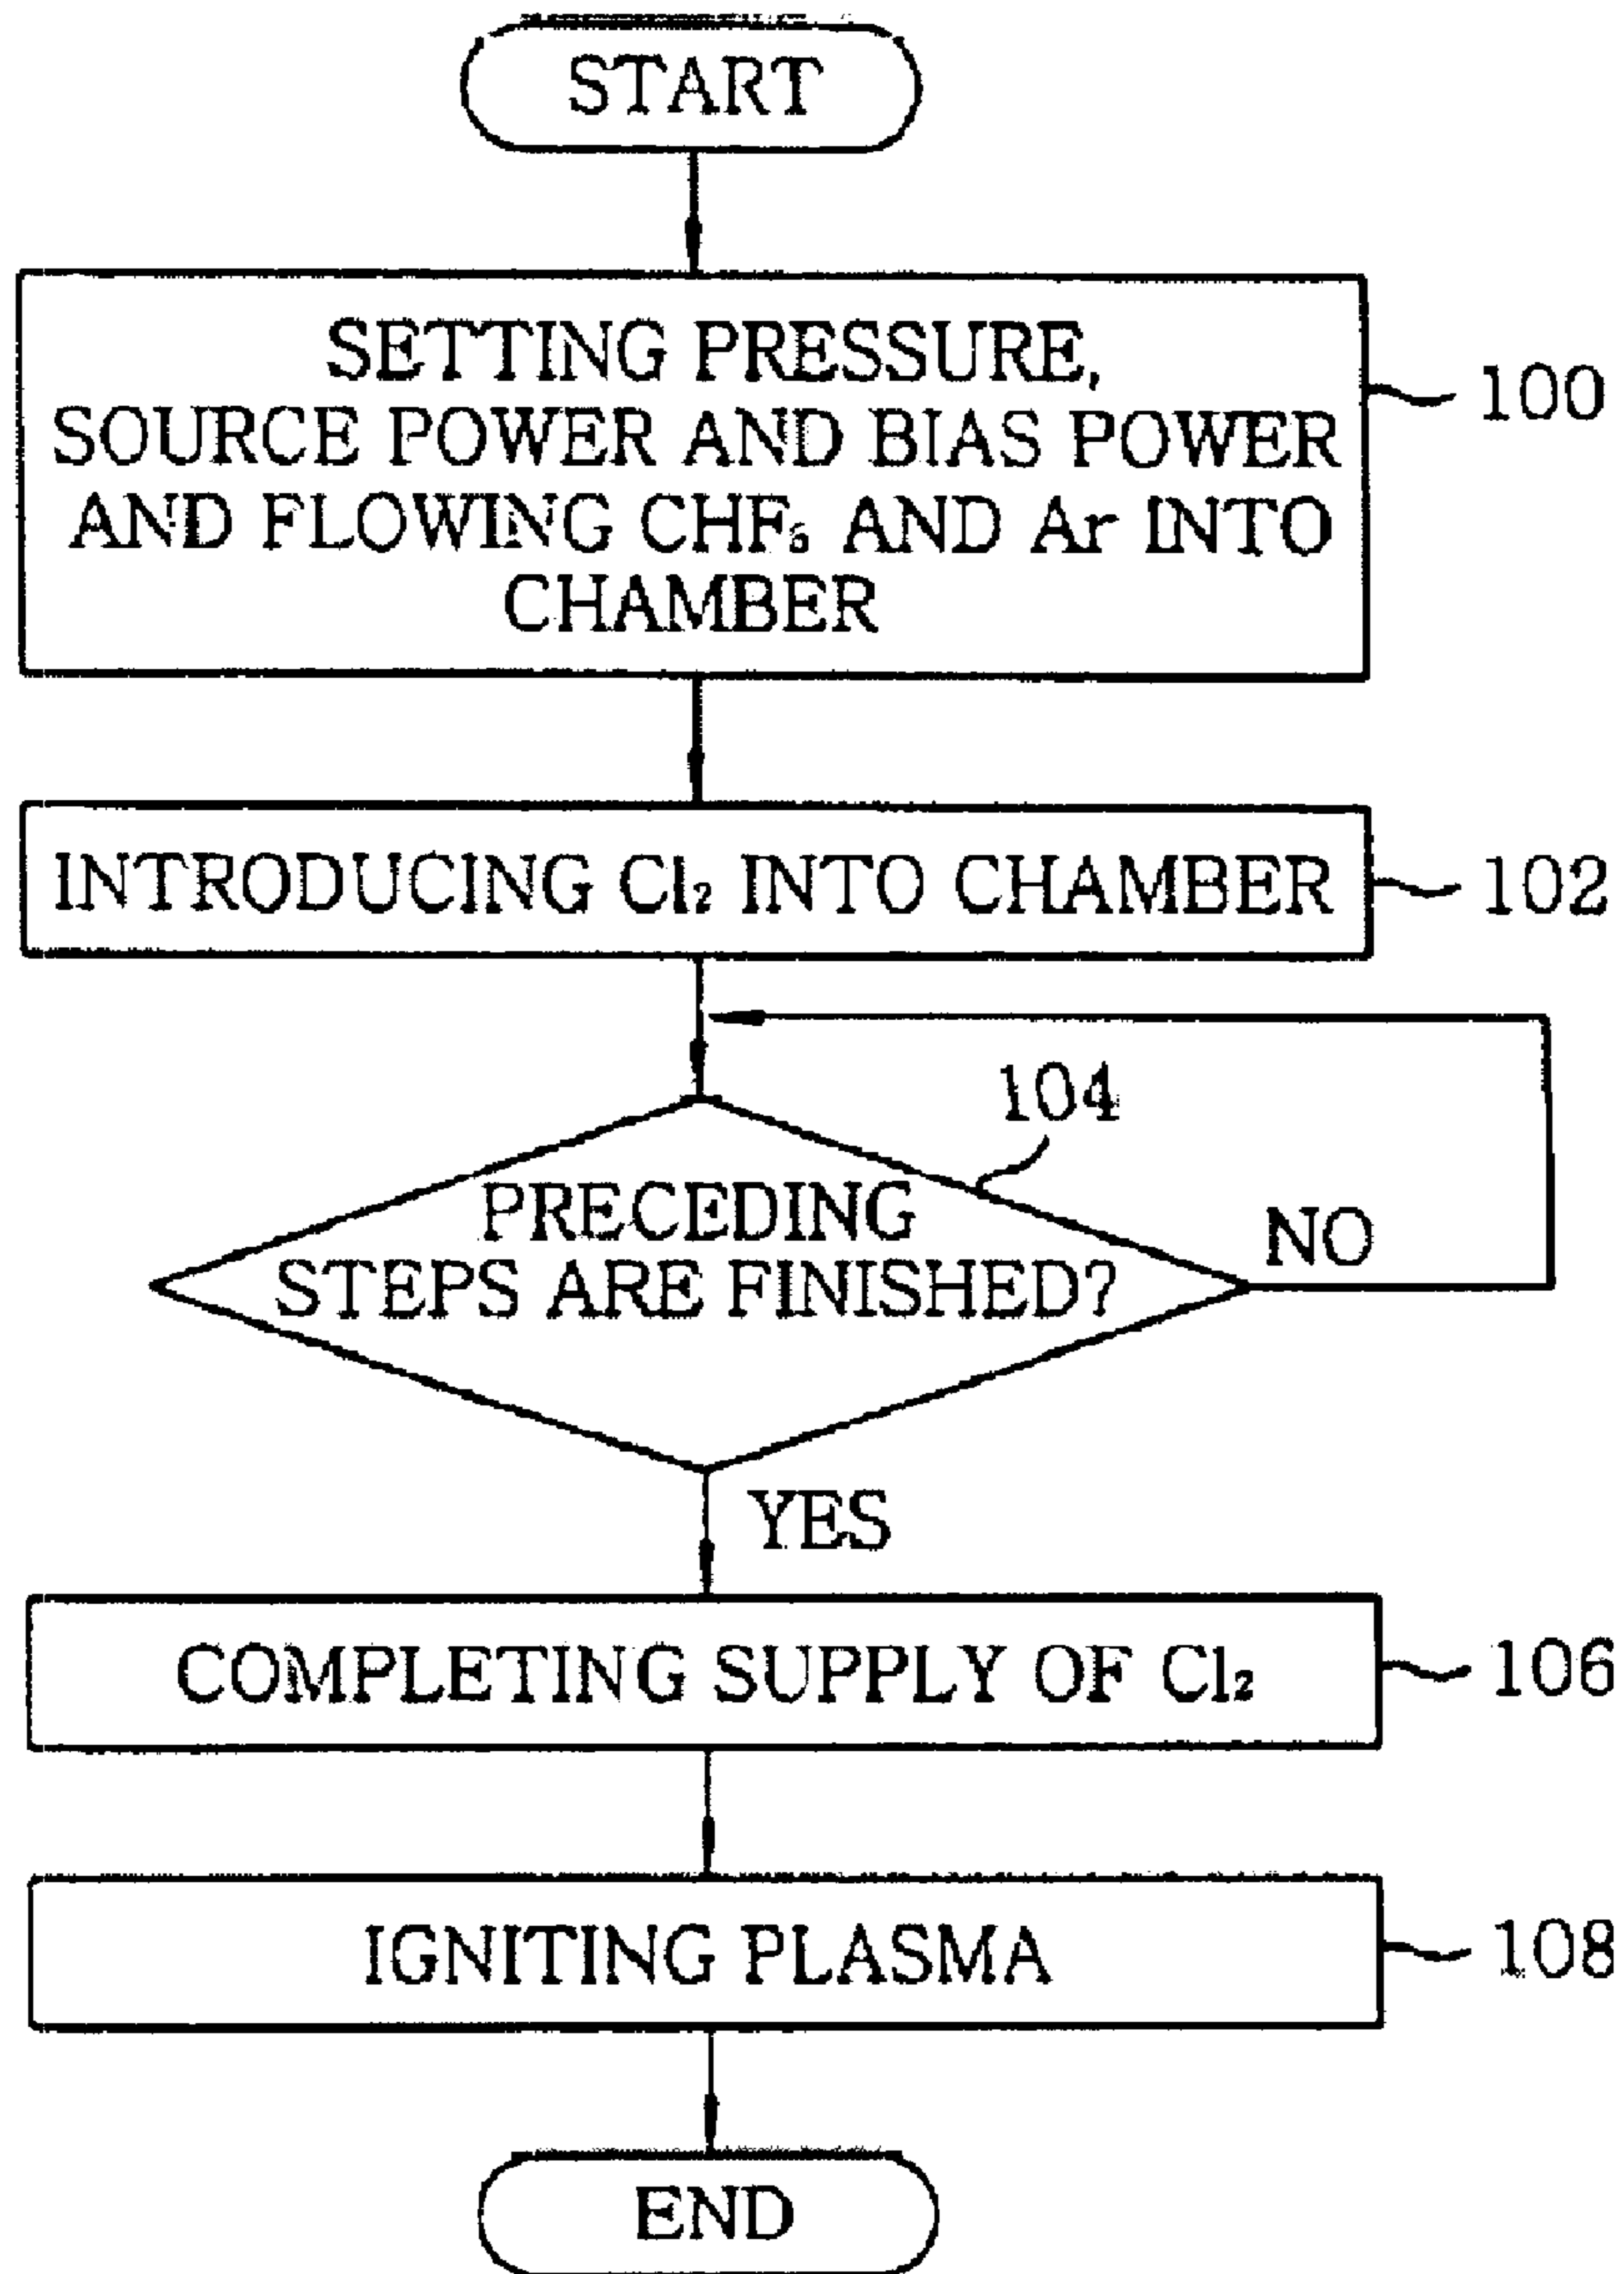 START
SETTING PRESSURE,
SOURCE POWER AND BIAS POWER
AND FLOWING CHF₆ AND Ar INTO
CHAMBER
100
INTRODUCING Cl₂ INTO CHAMBER
102
104
PRECEDING
STEPS ARE FINISHED?
NO
YES
COMPLETING SUPPLY OF Cl₂
106
IGNITING PLASMA
108
END